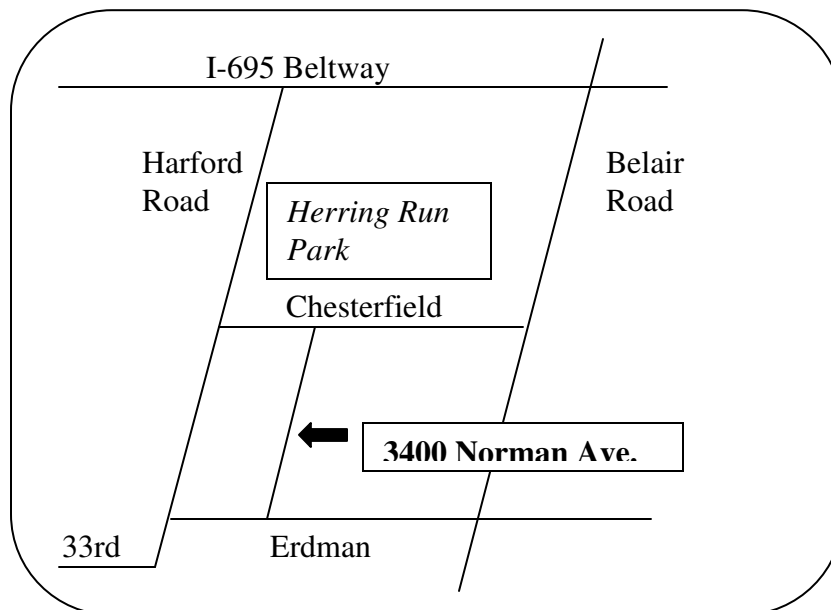 I-695 Beltway
Harford
Road
Belair
Road
Herring Run
Park
Chesterfield
3400 Norman Ave.
33rd
Erdman